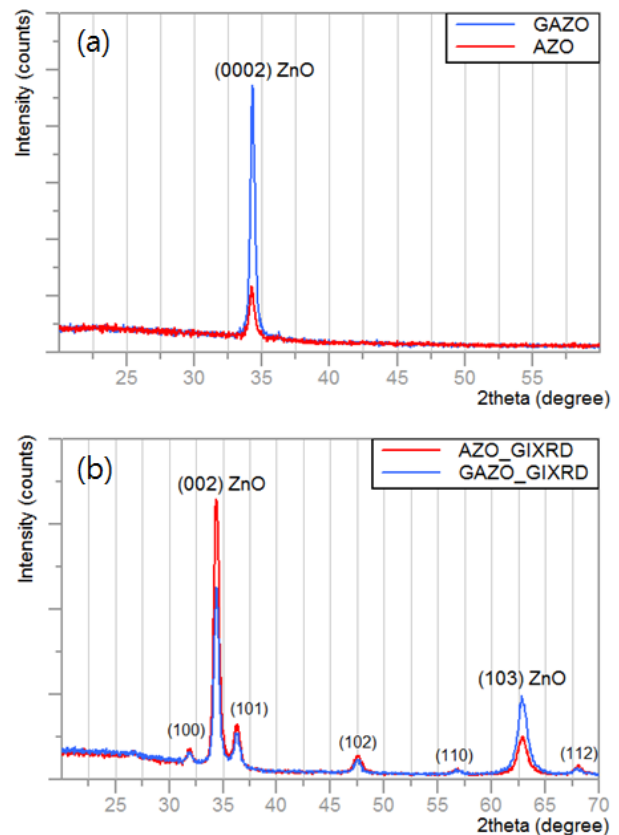 (a)
GAZO
AZO
(0002) ZnO
Intensity (counts)
25 30 35 40 45 50 55
2theta (degree)
(b)
AZO_GIXRD
GAZO_GIXRD
(002) ZnO
Intensity (counts)
(103) ZnO
(100) (101) (102) (110) (112)
25 30 35 40 45 50 55 60 65 70
2theta (degree)